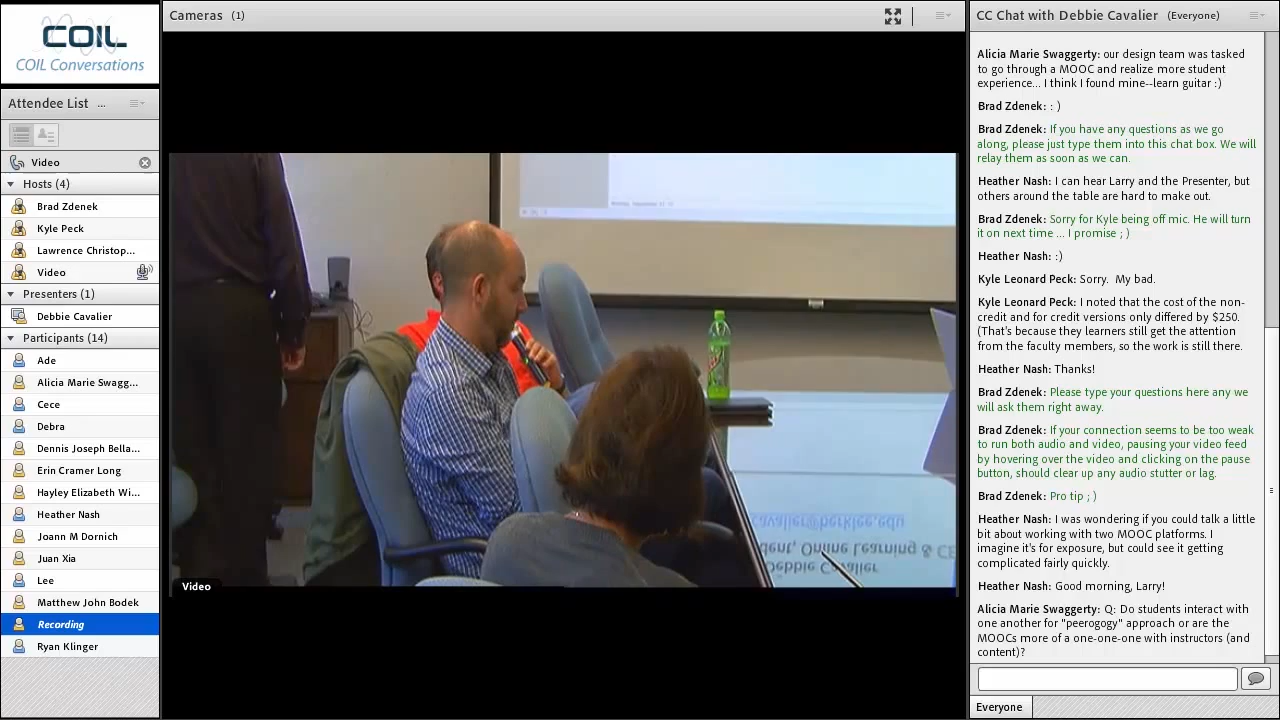 COIL
COIL Conversations
Attendee List ...
Video
Hosts (4)
Brad Zdenek
Kyle Peck
Lawrence Christop...
Video
Presenters (1)
Debbie Cavalier
Participants (14)
Ade
Alicia Marie Swagg...
Cece
Debra
Dennis Joseph Bella...
Erin Cramer Long
Hayley Elizabeth Wi...
Heather Nash
Joann M Dornich
Juan Xia
Lee
Matthew John Bodek
Recording
Ryan Klinger
Cameras (1)
cavalier@berklee.edu
dent, Online Learning & CE
Debbie Cavalier
Video
CC Chat with Debbie Cavalier (Everyone)
Alicia Marie Swaggerty: our design team was tasked
to go through a MOOC and realize more student
experience... I think I found mine--learn guitar :)
Brad Zdenek: : )
Brad Zdenek: If you have any questions as we go
along, please just type them into this chat box. We will
relay them as soon as we can.
Heather Nash: I can hear Larry and the Presenter, but
others around the table are hard to make out.
Brad Zdenek: Sorry for Kyle being off mic. He will turn
it on next time ... I promise ; )
Heather Nash: :)
Kyle Leonard Peck: Sorry. My bad.
Kyle Leonard Peck: I noted that the cost of the non-
credit and for credit versions only differed by $250.
(That's because they learners still get the attention
from the faculty members, so the work is still there.
Heather Nash: Thanks!
Brad Zdenek: Please type your questions here any we
will ask them right away.
Brad Zdenek: If your connection seems to be too weak
to run both audio and video, pausing your video feed
by hovering over the video and clicking on the pause
button, should clear up any audio stutter or lag.
Brad Zdenek: Pro tip ; )
Heather Nash: I was wondering if you could talk a little
bit about working with two MOOC platforms. I
imagine it's for exposure, but could see it getting
complicated fairly quickly.
Heather Nash: Good morning, Larry!
Alicia Marie Swaggerty: Q: Do students interact with
one another for "peerogogy" approach or are the
MOOCs more of a one-one-one with instructors (and
content)?
Everyone